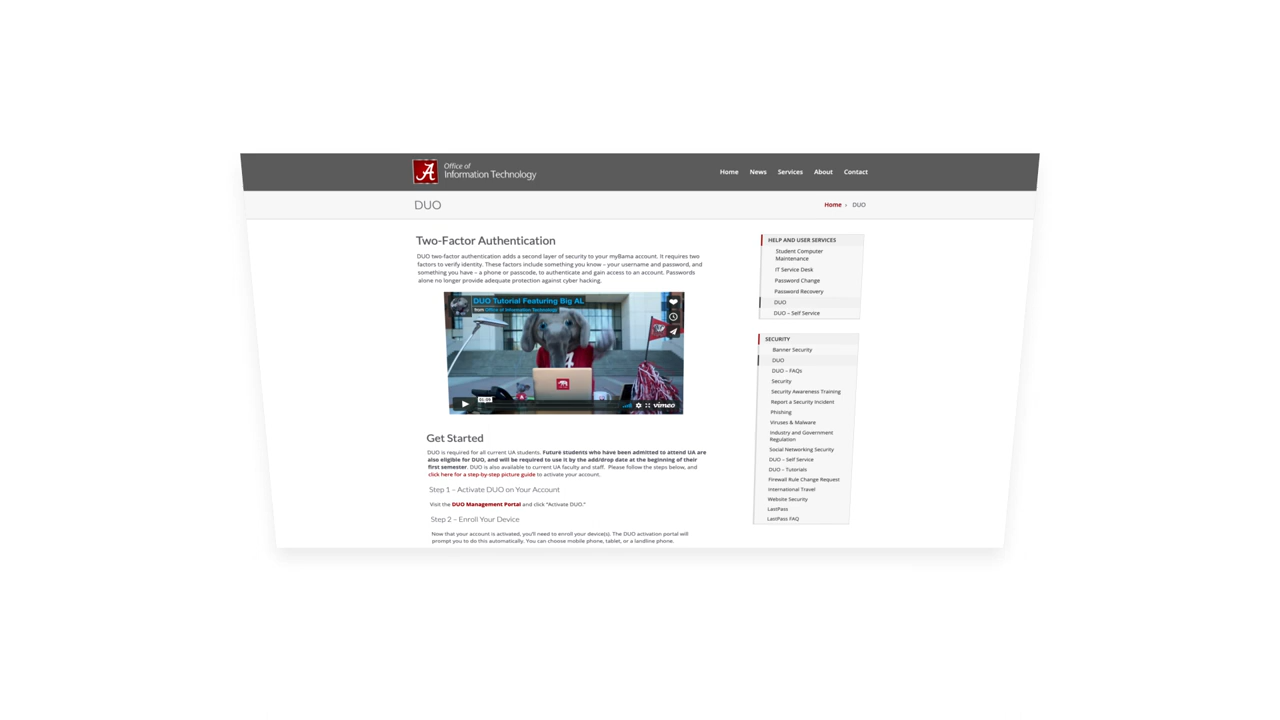 Office of
Information Technology
Home News Services About Contact
DUO
Home › DUO
Two-Factor Authentication
DUO two-factor authentication adds a second layer of security to your myBama account. It requires two
factors to verify identity. These factors include something you know – your username and password, and
something you have – a phone or passcode, to authenticate and gain access to an account. Passwords
alone no longer provide adequate protection against cyber hacking.
DUO Tutorial Featuring Big AL
from Office of Information Technology
A
01:09
vimeo
Get Started
DUO is required for all current UA students. Future students who have been admitted to attend UA are
also eligible for DUO, and will be required to use it by the add/drop date at the beginning of their
first semester. DUO is also available to current UA faculty and staff. Please follow the steps below, and
click here for a step-by-step picture guide to activate your account.
Step 1 – Activate DUO on Your Account
Visit the DUO Management Portal and click "Activate DUO."
Step 2 – Enroll Your Device
Now that your account is activated, you'll need to enroll your device(s). The DUO activation portal will
prompt you to do this automatically. You can choose mobile phone, tablet, or a landline phone.
HELP AND USER SERVICES
Student Computer
Maintenance
IT Service Desk
Password Change
Password Recovery
DUO
DUO – Self Service
SECURITY
Banner Security
DUO
DUO – FAQs
Security
Security Awareness Training
Report a Security Incident
Phishing
Viruses & Malware
Industry and Government
Regulation
Social Networking Security
DUO – Self Service
DUO – Tutorials
Firewall Rule Change Request
International Travel
Website Security
LastPass
LastPass FAQ